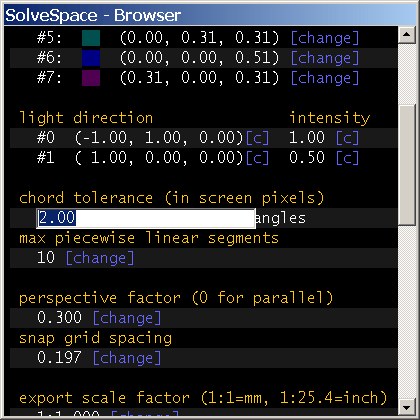 SolveSpace - Browser
#5: (0.00, 0.31, 0.31) [change]
#6: (0.00, 0.00, 0.51) [change]
#7: (0.31, 0.00, 0.31) [change]
light direction intensity
#0 (-1.00, 1.00, 0.00)[c] 1.00 [c]
#1 ( 1.00, 0.00, 0.00)[c] 0.50 [c]
chord tolerance (in screen pixels)
2.00 angles
max piecewise linear segments
10 [change]
perspective factor (0 for parallel)
0.300 [change]
snap grid spacing
0.197 [change]
export scale factor (1:1=mm, 1:25.4=inch)
1:1.000 [change]